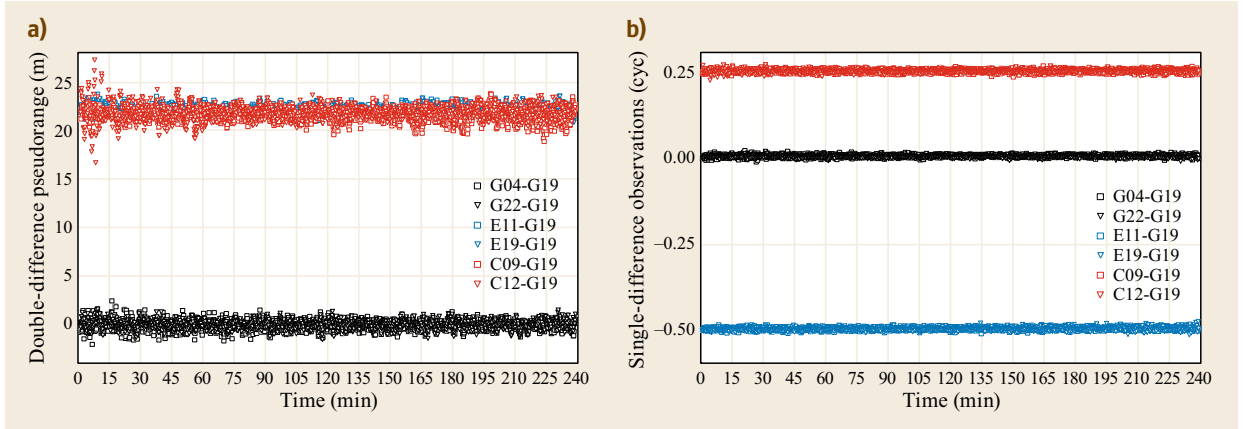 a)
Double-difference pseudorange (m)
25
20
15
10
5
0
G04-G19
G22-G19
E11-G19
E19-G19
C09-G19
C12-G19
0 15 30 45 60 75 90 105 120 135 150 165 180 195 210 225 240
Time (min)
b)
Single-difference observations (cyc)
0.25
0.00
−0.25
−0.50
G04-G19
G22-G19
E11-G19
E19-G19
C09-G19
C12-G19
0 15 30 45 60 75 90 105 120 135 150 165 180 195 210 225 240
Time (min)